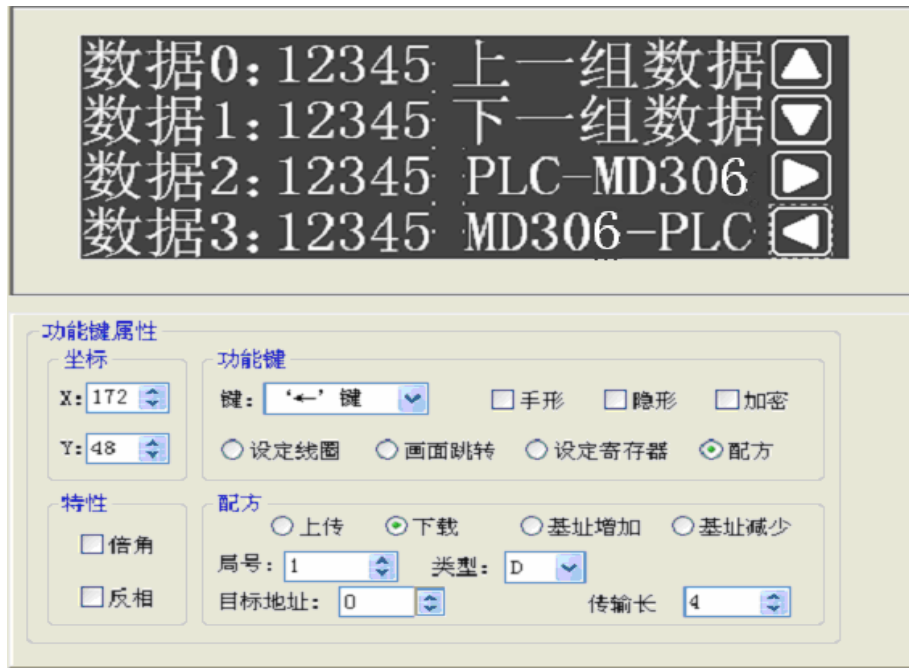 数据0:12345 上一组数据
数据1:12345 下一组数据
数据2:12345 PLC-MD306
数据3:12345 MD306-PLC
功能键属性
坐标
X: 172
Y: 48
功能键
键: '←' 键 手形 隐形 加密
设定线圈 画面跳转 设定寄存器 配方
特性
倍角
反相
配方
上传 下载 基址增加 基址减少
局号: 1 类型: D
目标地址: 0 传输长 4